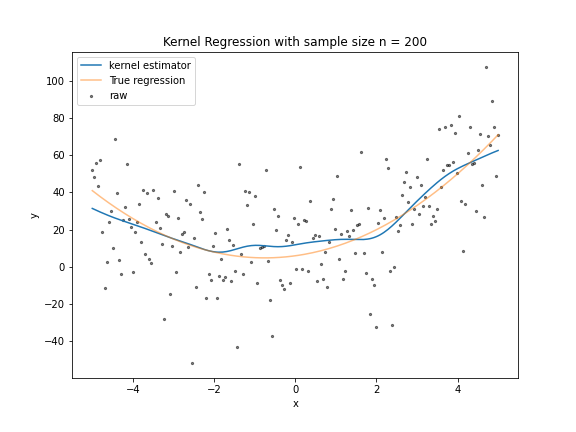 Kernel Regression with sample size n = 200
kernel estimator
True regression
raw
100
80
60
40
20
0
−20
−40
y
−4
−2
0
2
4
x